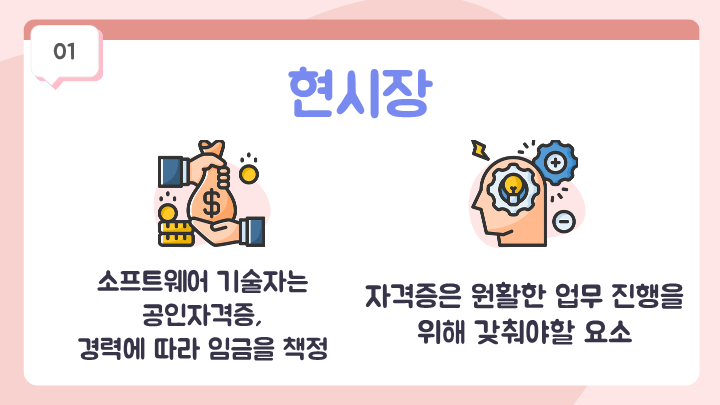 01
현시장
소프트웨어 기술자는
공인자격증,
경력에 따라 임금을 책정
자격증은 원활한 업무 진행을
위해 갖춰야할 요소